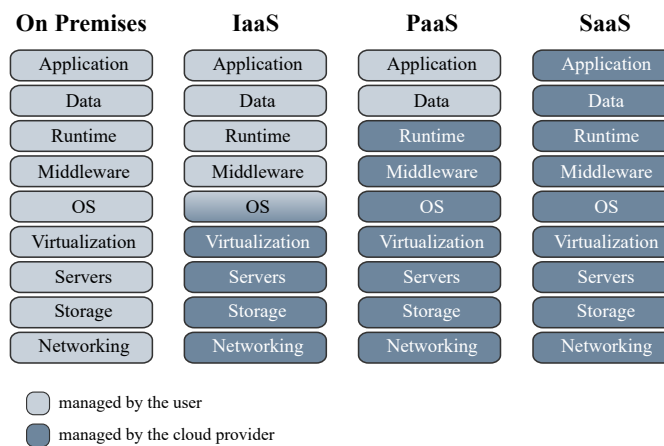 On Premises IaaS PaaS SaaS
Application Application Application Application
Data Data Data Data
Runtime Runtime Runtime Runtime
Middleware Middleware Middleware Middleware
OS OS OS OS
Virtualization Virtualization Virtualization Virtualization
Servers Servers Servers Servers
Storage Storage Storage Storage
Networking Networking Networking Networking
managed by the user
managed by the cloud provider